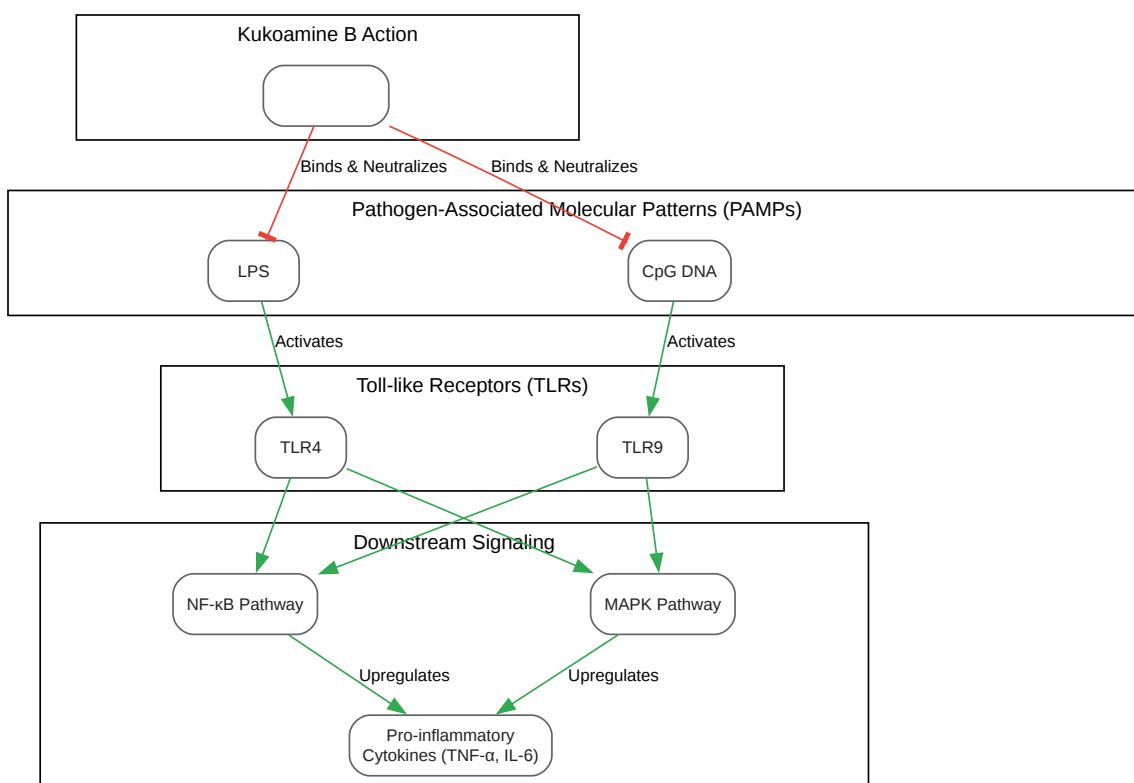 Kukoamine B Action
Binds & Neutralizes
Binds & Neutralizes
Pathogen-Associated Molecular Patterns (PAMPs)
LPS
CpG DNA
Activates
Activates
Toll-like Receptors (TLRs)
TLR4
TLR9
Downstream Signaling
NF-κB Pathway
MAPK Pathway
Upregulates
Upregulates
Pro-inflammatory
Cytokines (TNF-α, IL-6)